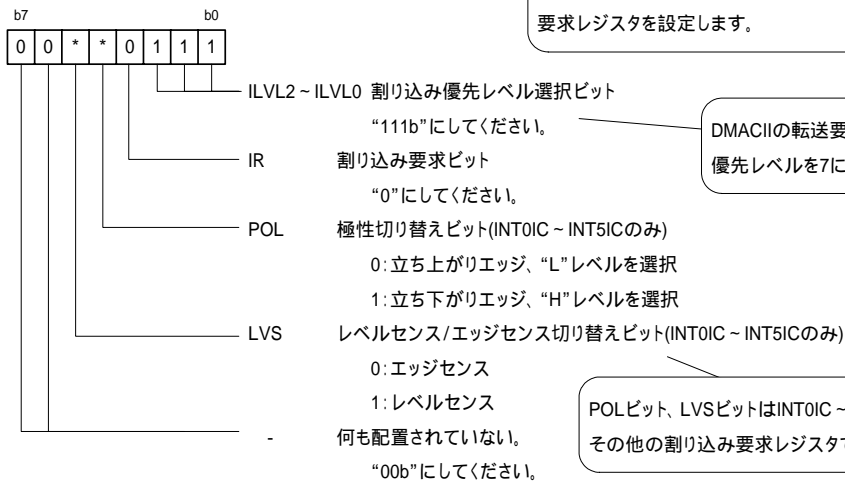 要求レジスタを設定します。
b7 b0
0 0 * * 0 1 1 1
ILVL2 ~ ILVL0 割り込み優先レベル選択ビット
“111b”にしてください。
DMACIIの転送要
優先レベルを7に
IR 割り込み要求ビット
“0”にしてください。
POL 極性切り替えビット(INT0IC ~ INT5ICのみ)
0:立ち上がりエッジ、“L”レベルを選択
1:立ち下がりエッジ、“H”レベルを選択
LVS レベルセンス/エッジセンス切り替えビット(INT0IC ~ INT5ICのみ)
0:エッジセンス
1:レベルセンス
POLビット、LVSビットはINT0IC ~
その他の割り込み要求レジスタ
- 何も配置されていない。
“00b”にしてください。